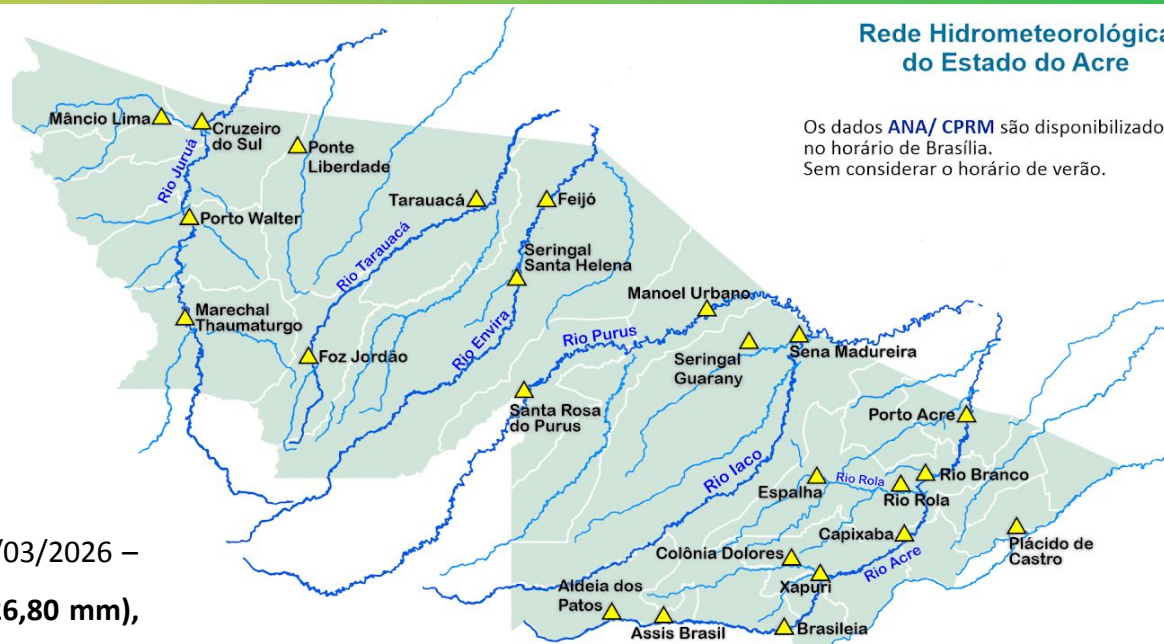 Rede Hidrometeorológica
do Estado do Acre
Os dados ANA/ CPRM são disponibilizado
no horário de Brasília.
Sem considerar o horário de verão.
Mâncio Lima
Cruzeiro
do Sul
Ponte
Liberdade
Rio Juruá
Porto Walter
Tarauacá
Feijó
Rio Tarauacá
Seringal
Santa Helena
Marechal
Thaumaturgo
Foz Jordão
Rio Envira
Manoel Urbano
Rio Purus
Seringal
Guarany
Sena Madureira
Santa Rosa
do Purus
Porto Acre
Rio Iaco
Espalha
Rio Rola
Rio Rola
Rio Branco
Capixaba
Plácido de
Castro
Colônia Dolores
Rio Acre
Xapuri
Aldeia dos
Patos
Assis Brasil
Brasileia
/03/2026 –
26,80 mm),